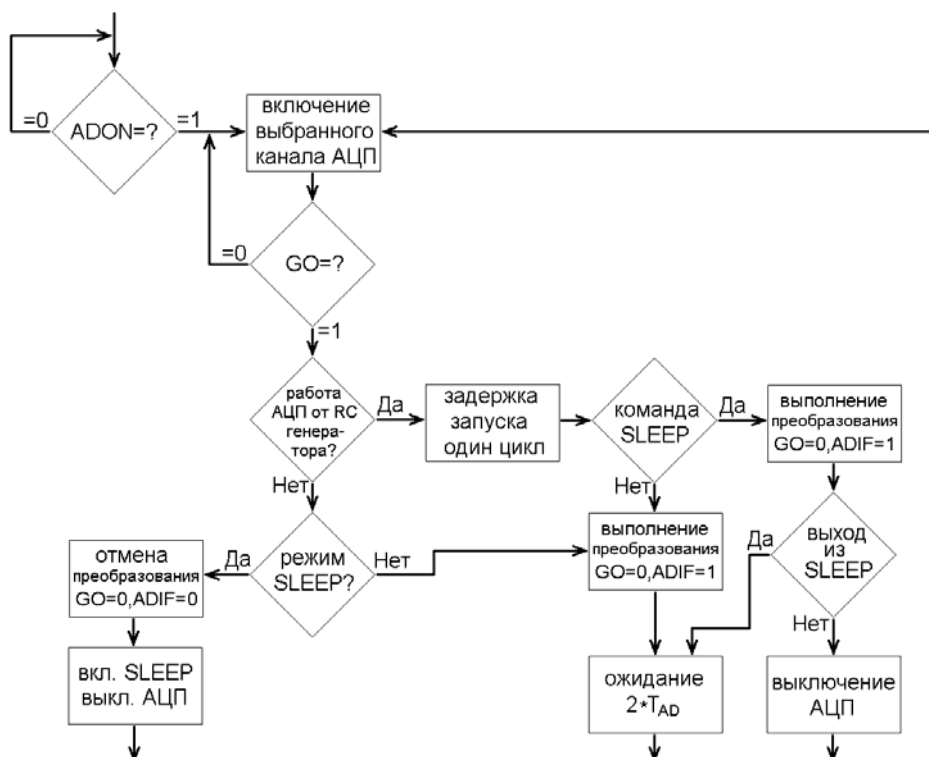 =0
ADON=?
=1
включение
выбранного
канала АЦП
=0
GO=?
=1
работа
АЦП от RC
генера-
тора?
Да
Нет
задержка
запуска
один цикл
команда
SLEEP
Да
Нет
выполнение
преобразования
GO=0,ADIF=1
режим
SLEEP?
Да
Нет
отмена
преобразования
GO=0,ADIF=0
выполнение
преобразования
GO=0,ADIF=1
выход
из
SLEEP
Да
Нет
вкл. SLEEP
выкл. АЦП
ожидание
2*TAD
выключение
АЦП